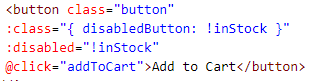 <button class="button"
:class="{ disabledButton: !inStock }"
:disabled="!inStock"
@click="addToCart">Add to Cart</button>